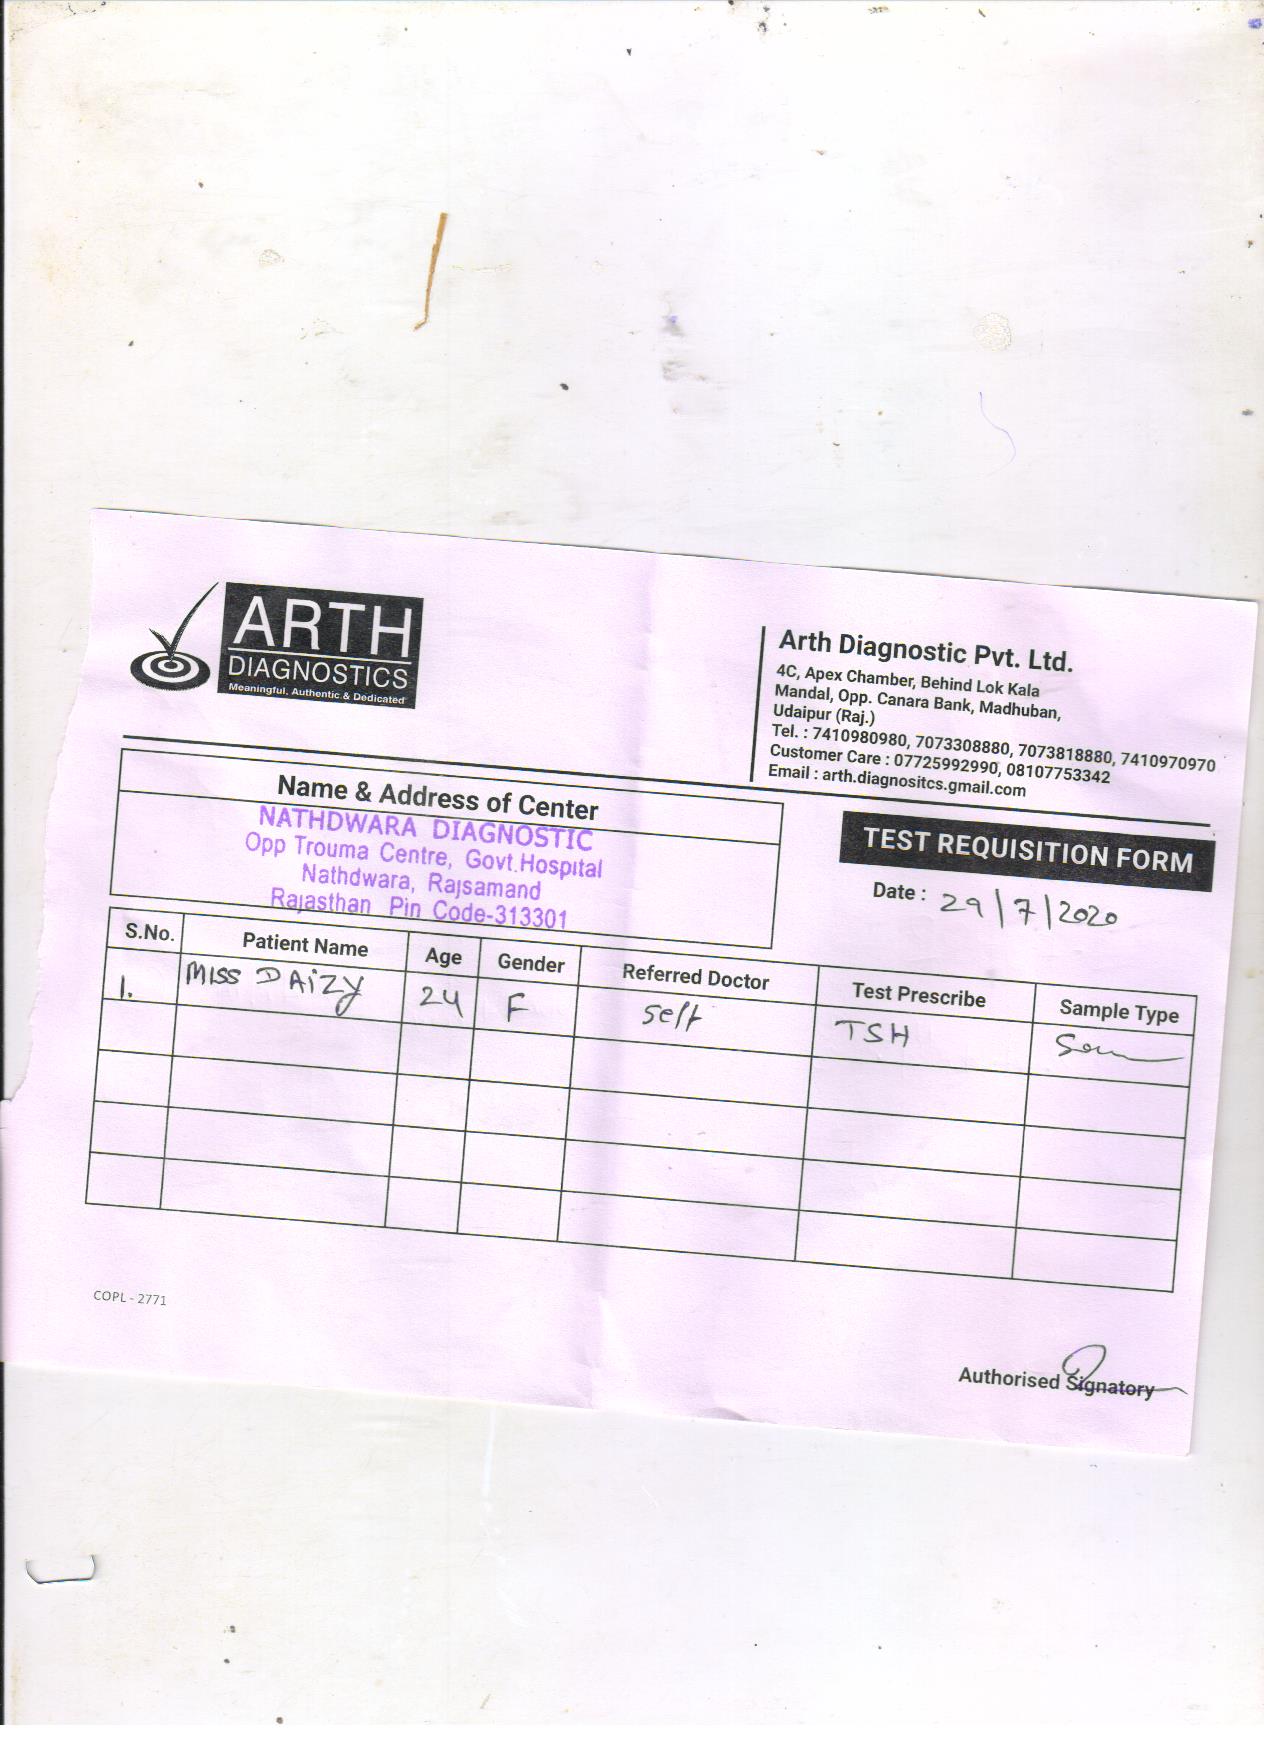 ARTH
DIAGNOSTICS
Meaningful. Authentic & Dedicated
Arth Diagnostic Pvt. Ltd.
4C, Apex Chamber, Behind Lok Kala
Mandal, Opp. Canara Bank, Madhuban,
Udaipur (Raj.)
Tel. : 7410980980, 7073308880, 7073818880, 7410970970
Customer Care : 07725992990, 08107753342
Email : arth.diagnositcs.gmail.com
Name & Address of Center
NATHDWARA DIAGNOSTIC
Opp Trouma Centre, Govt.Hospital
Nathdwara, Rajsamand
Rajasthan Pin Code-313301
TEST REQUISITION FORM
Date : 29/7/2020
S.No. Patient Name Age Gender Referred Doctor Test Prescribe Sample Type
1. MISS DAiZy 24 F self TSH
COPL - 2771
Authorised Signatory